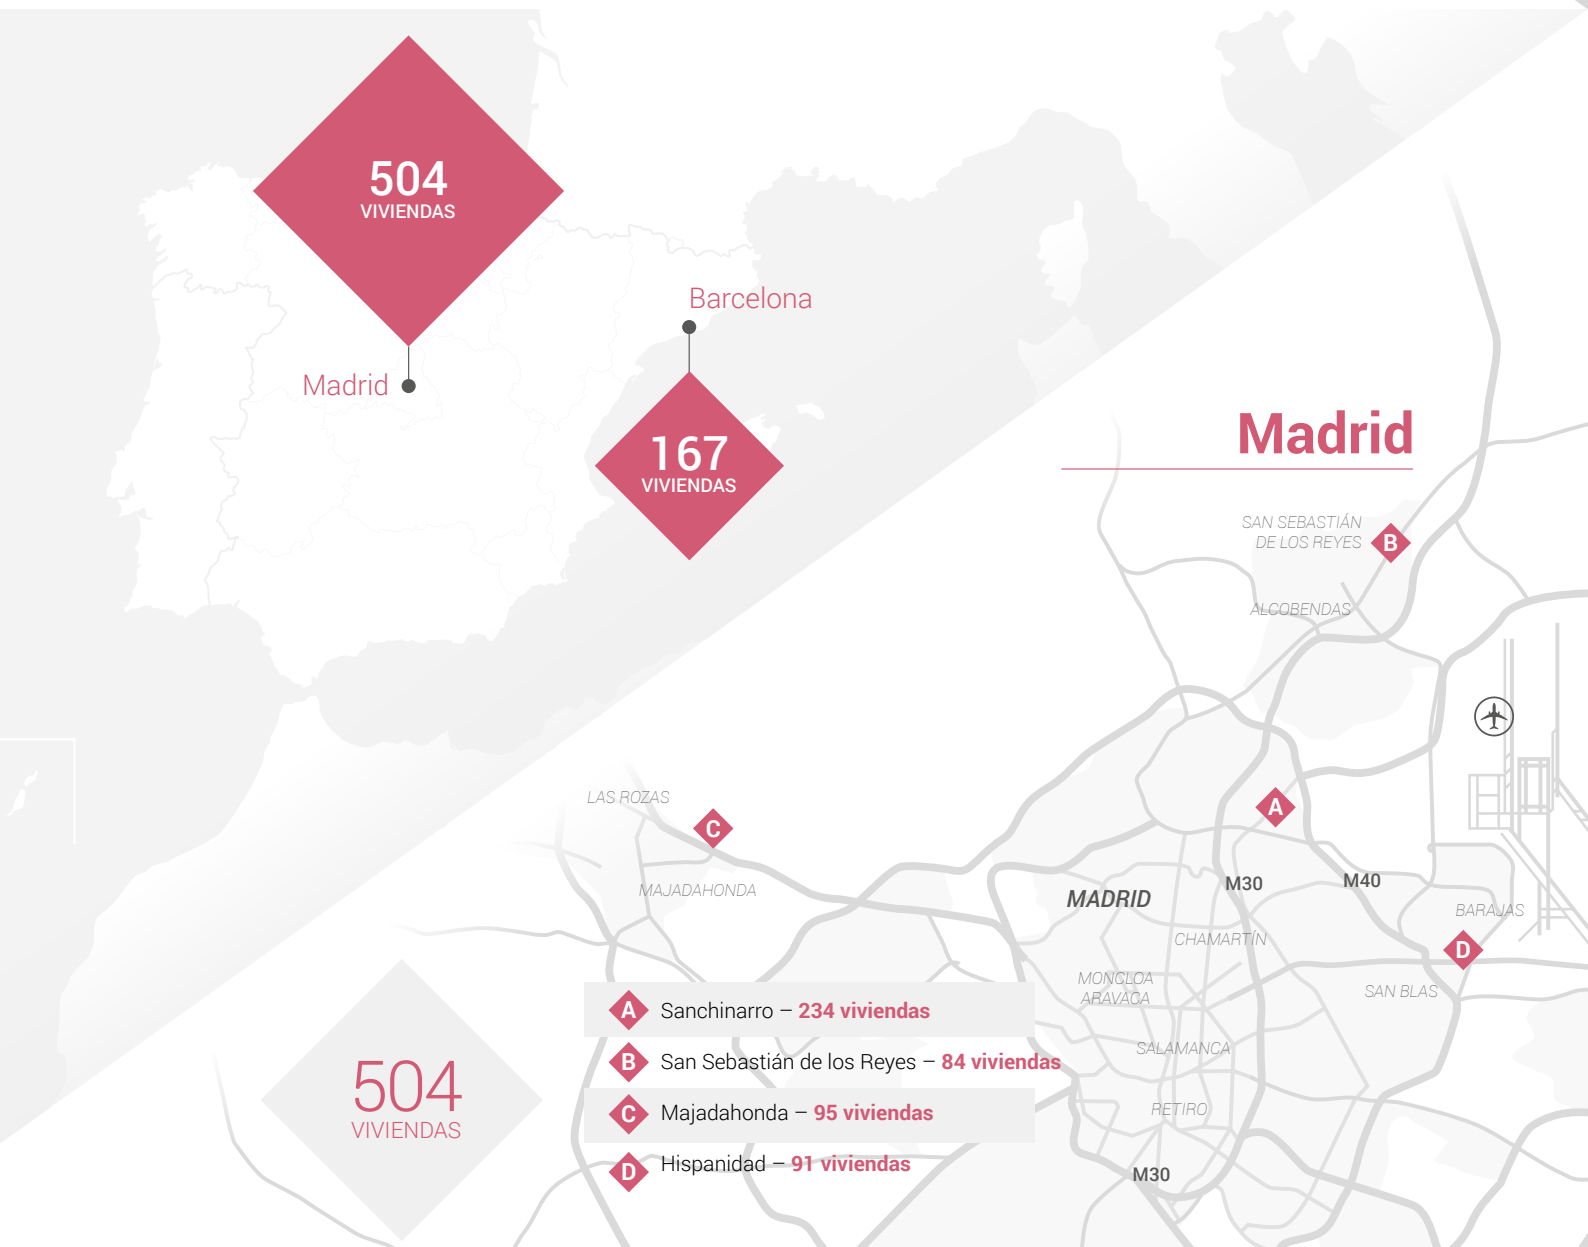 504
VIVIENDAS
Barcelona
Madrid
167
VIVIENDAS
Madrid
SAN SEBASTIÁN
DE LOS REYES
B
ALCOBENDAS
LAS ROZAS
C
A
MAJADAHONDA
MADRID
M30
M40
BARAJAS
CHAMARTÍN
D
MONCLOA
ARAVACA
SAN BLAS
SALAMANCA
RETIRO
M30
504
VIVIENDAS
A Sanchinarro – 234 viviendas
B San Sebastián de los Reyes – 84 viviendas
C Majadahonda – 95 viviendas
D Hispanidad – 91 viviendas